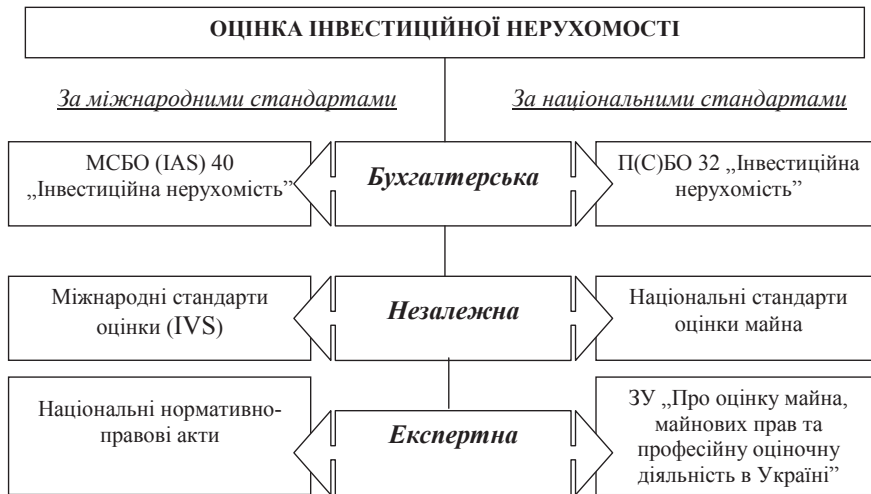 ОЦІНКА ІНВЕСТИЦІЙНОЇ НЕРУХОМОСТІ
За міжнародними стандартами
За національними стандартами
МСБО (IAS) 40
„Інвестиційна нерухомість”
Бухгалтерська
П(С)БО 32 „Інвестиційна
нерухомість”
Міжнародні стандарти
оцінки (IVS)
Незалежна
Національні стандарти
оцінки майна
Національні нормативно-
правові акти
Експертна
ЗУ „Про оцінку майна,
майнових прав та
професійну оціночну
діяльність в Україні”